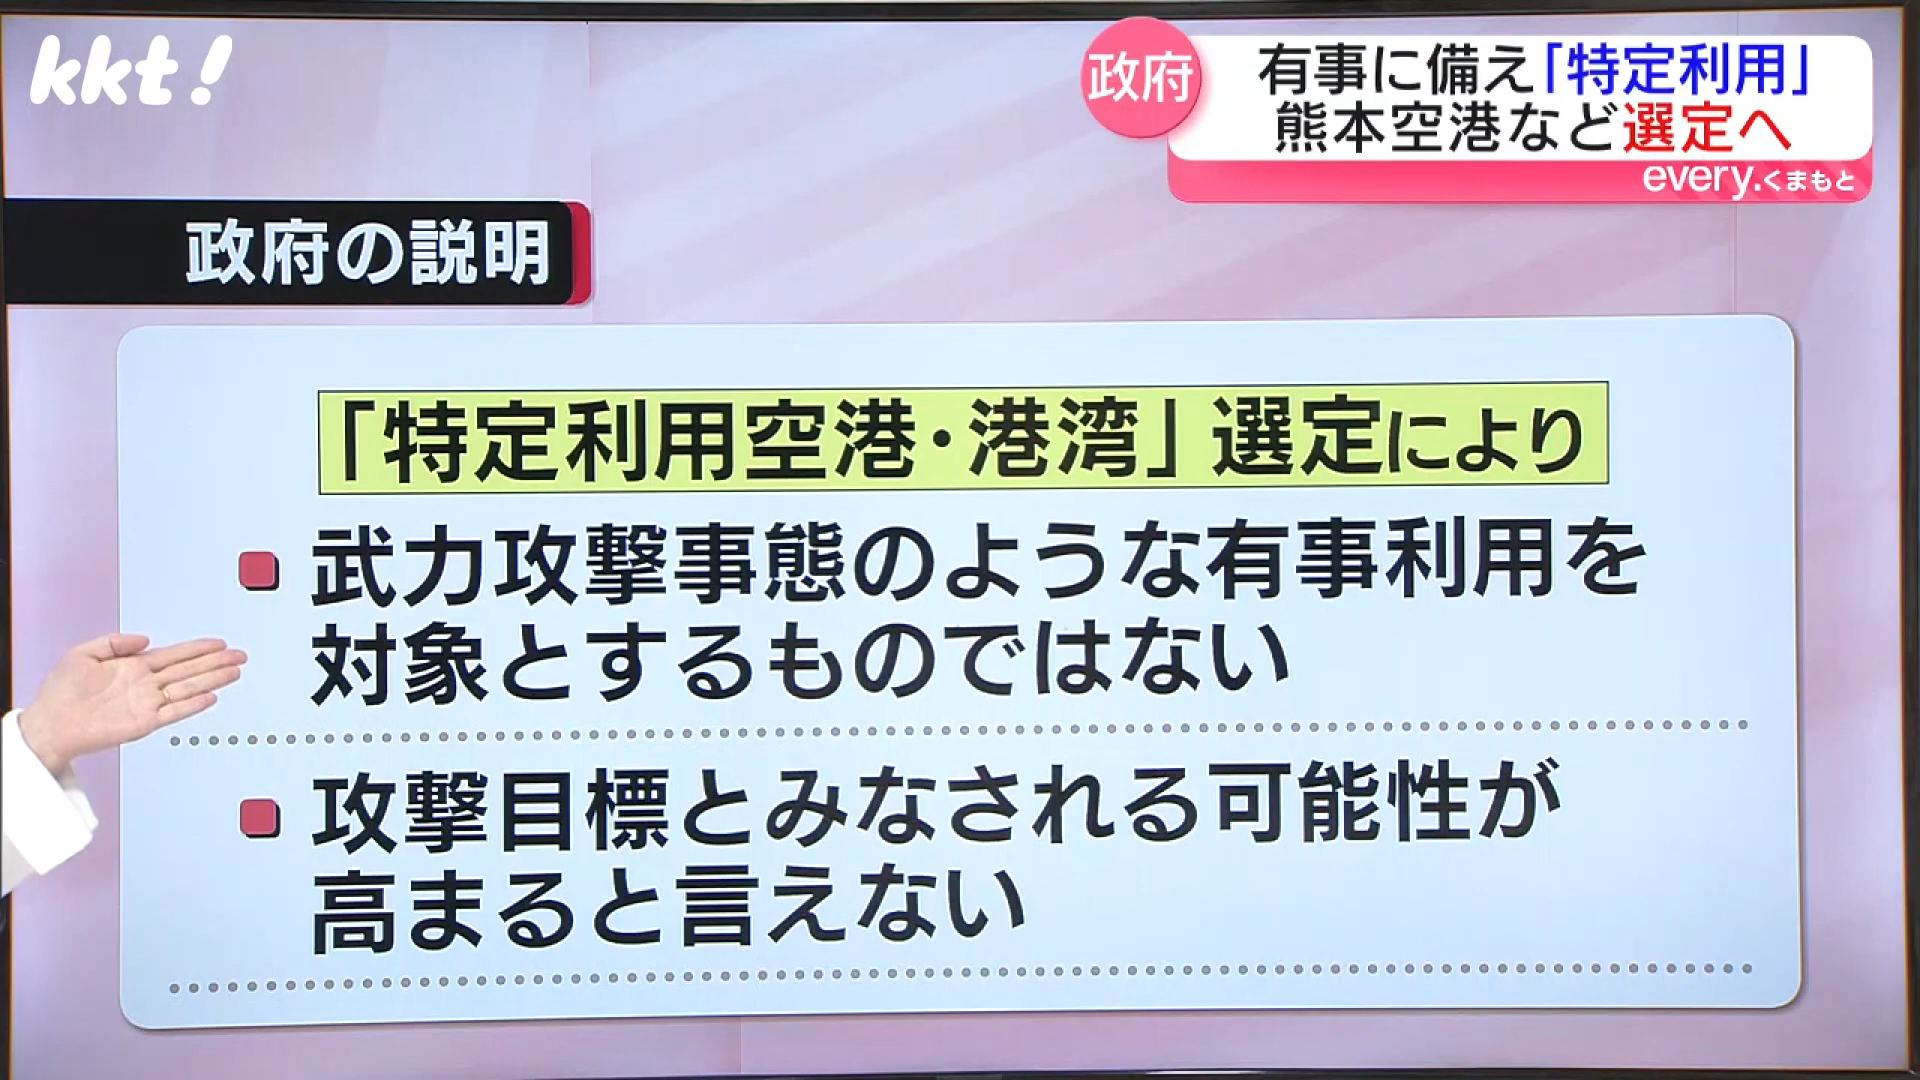 kkt!
政府
有事に備え「特定利用」
熊本空港など選定へ
every.くまもと
政府の説明
「特定利用空港・港湾」選定により
武力攻撃事態のような有事利用を
対象とするものではない
攻撃目標とみなされる可能性が
高まると言えない